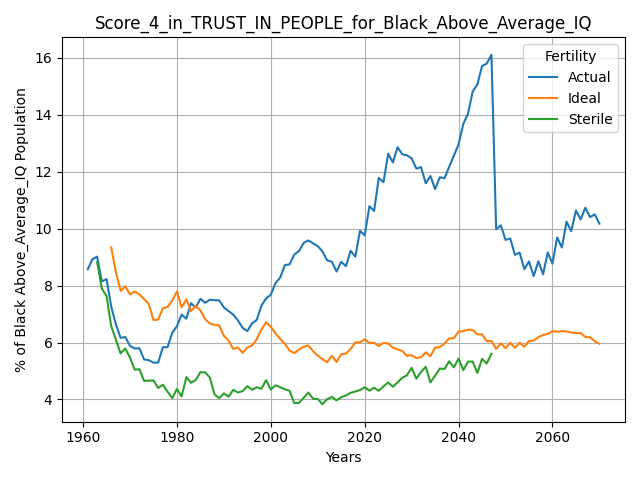 Score_4_in_TRUST_IN_PEOPLE_for_Black_Above_Average_IQ
% of Black Above_Average_IQ Population
16
14
12
10
8
6
4
Fertility
Actual
Ideal
Sterile
1960
1980
2000
2020
2040
2060
Years